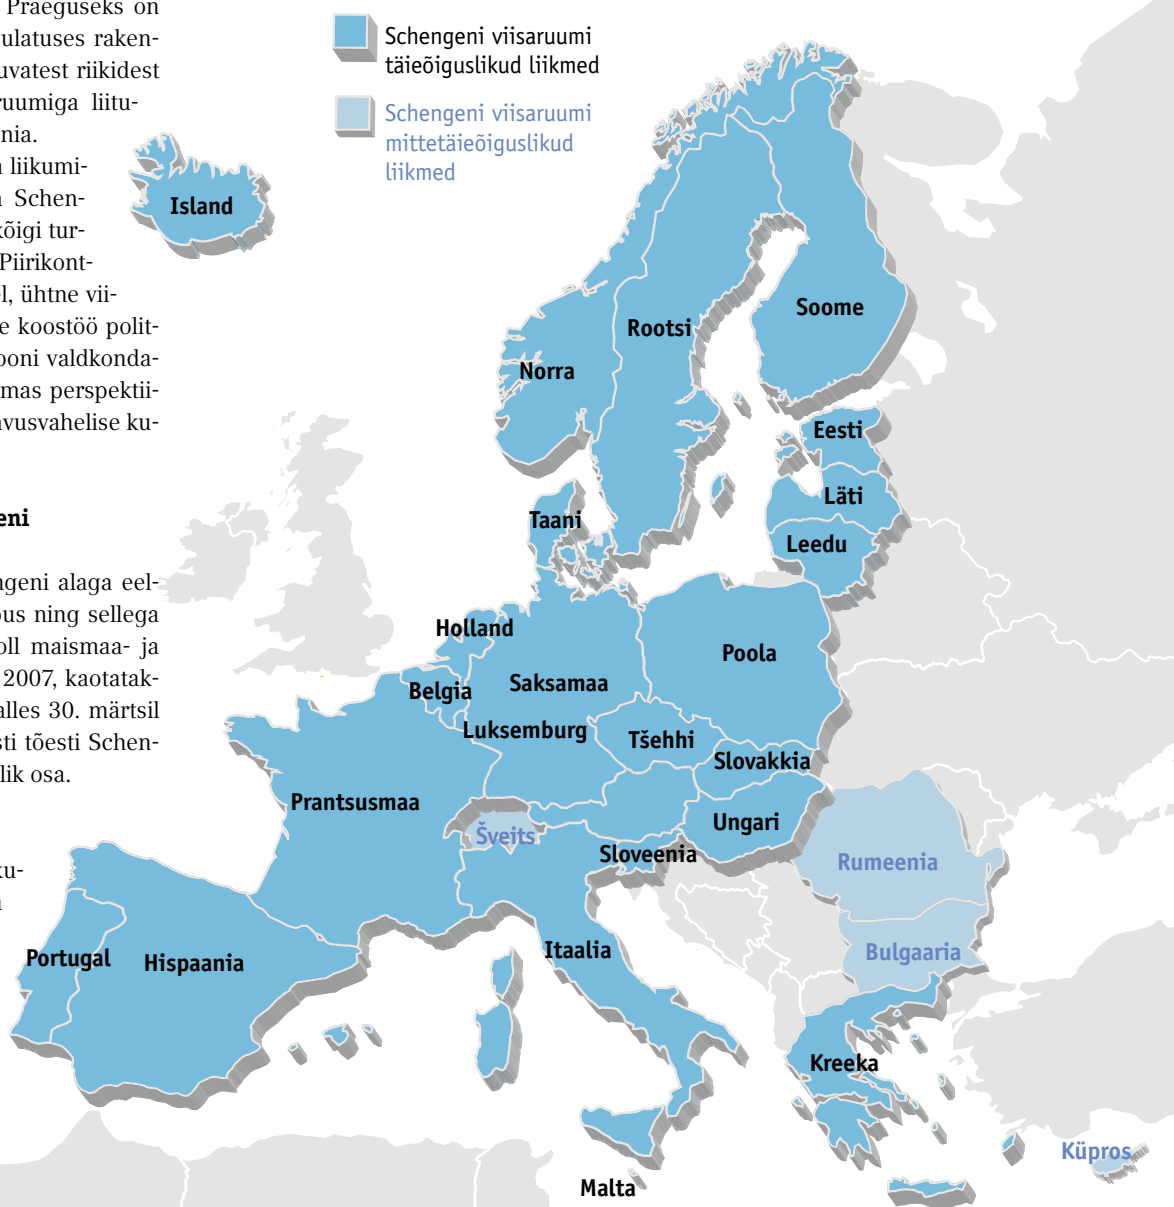 Praeguseks on
ulatuses raken-
uvatest riikidest
ruumiga liitu-
nia.
liikumi-
Schen-
kõigi tur-
Piirikont-
el, ühtne vii-
e koostöö polit-
ooni valdkonda-
mas perspektii-
avusvahelise ku-
eni
ngeni alaga eel-
ous ning sellega
oll maismaa- ja
2007, kaotatak-
alles 30. märtsil
sti tõesti Schen-
lik osa.
ku-
Schengeni viisaruumi
täieõiguslikud liikmed
Schengeni viisaruumi
mittetäieõiguslikud
liikmed
Island
Soome
Rootsi
Norra
Eesti
Läti
Taani
Leedu
Holland
Poola
Saksamaa
Belgia
Luksemburg
Tšehhi
Slovakkia
Prantsusmaa
Ungari
Šveits
Sloveenia
Rumeenia
Itaalia
Bulgaaria
Portugal
Hispaania
Kreeka
Küpros
Malta